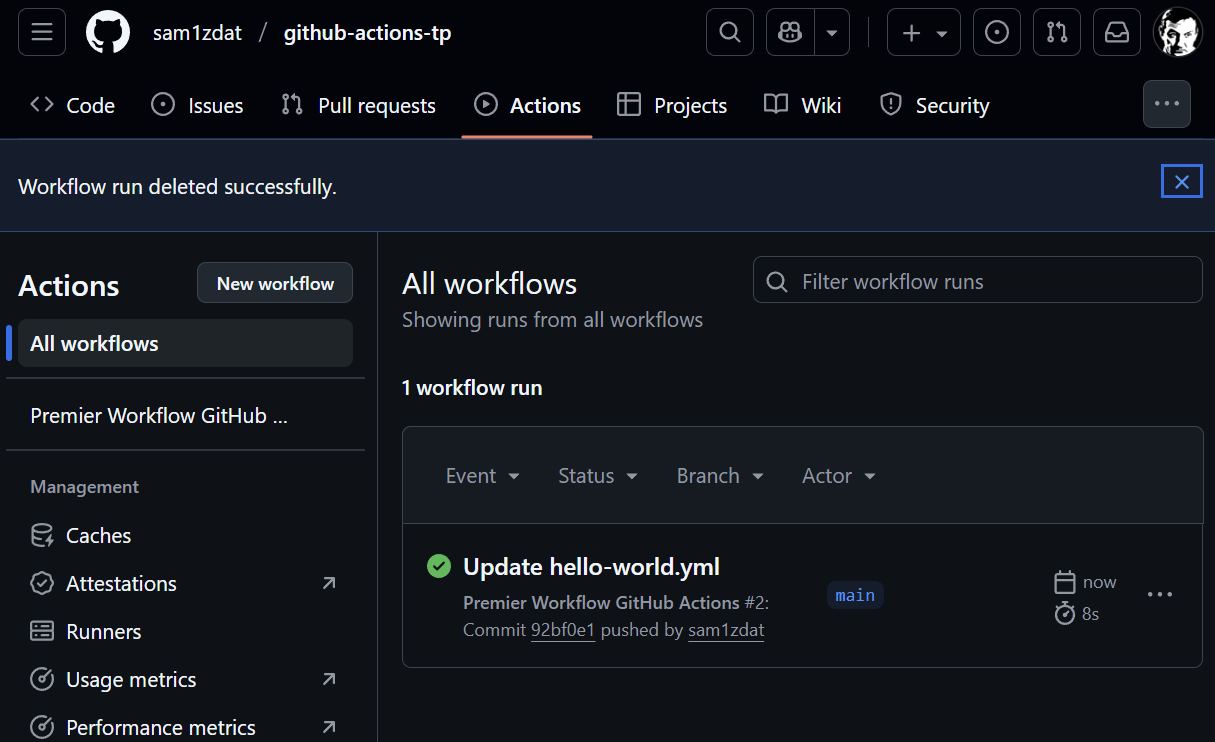 sam1zdat / github-actions-tp
Code Issues Pull requests Actions Projects Wiki Security
Workflow run deleted successfully.
Actions
New workflow
All workflows
Premier Workflow GitHub ...
Management
Caches
Attestations
Runners
Usage metrics
Performance metrics
All workflows
Filter workflow runs
Showing runs from all workflows
1 workflow run
Event Status Branch Actor
Update hello-world.yml
Premier Workflow GitHub Actions #2:
Commit 92bf0e1 pushed by sam1zdat
main
now
8s